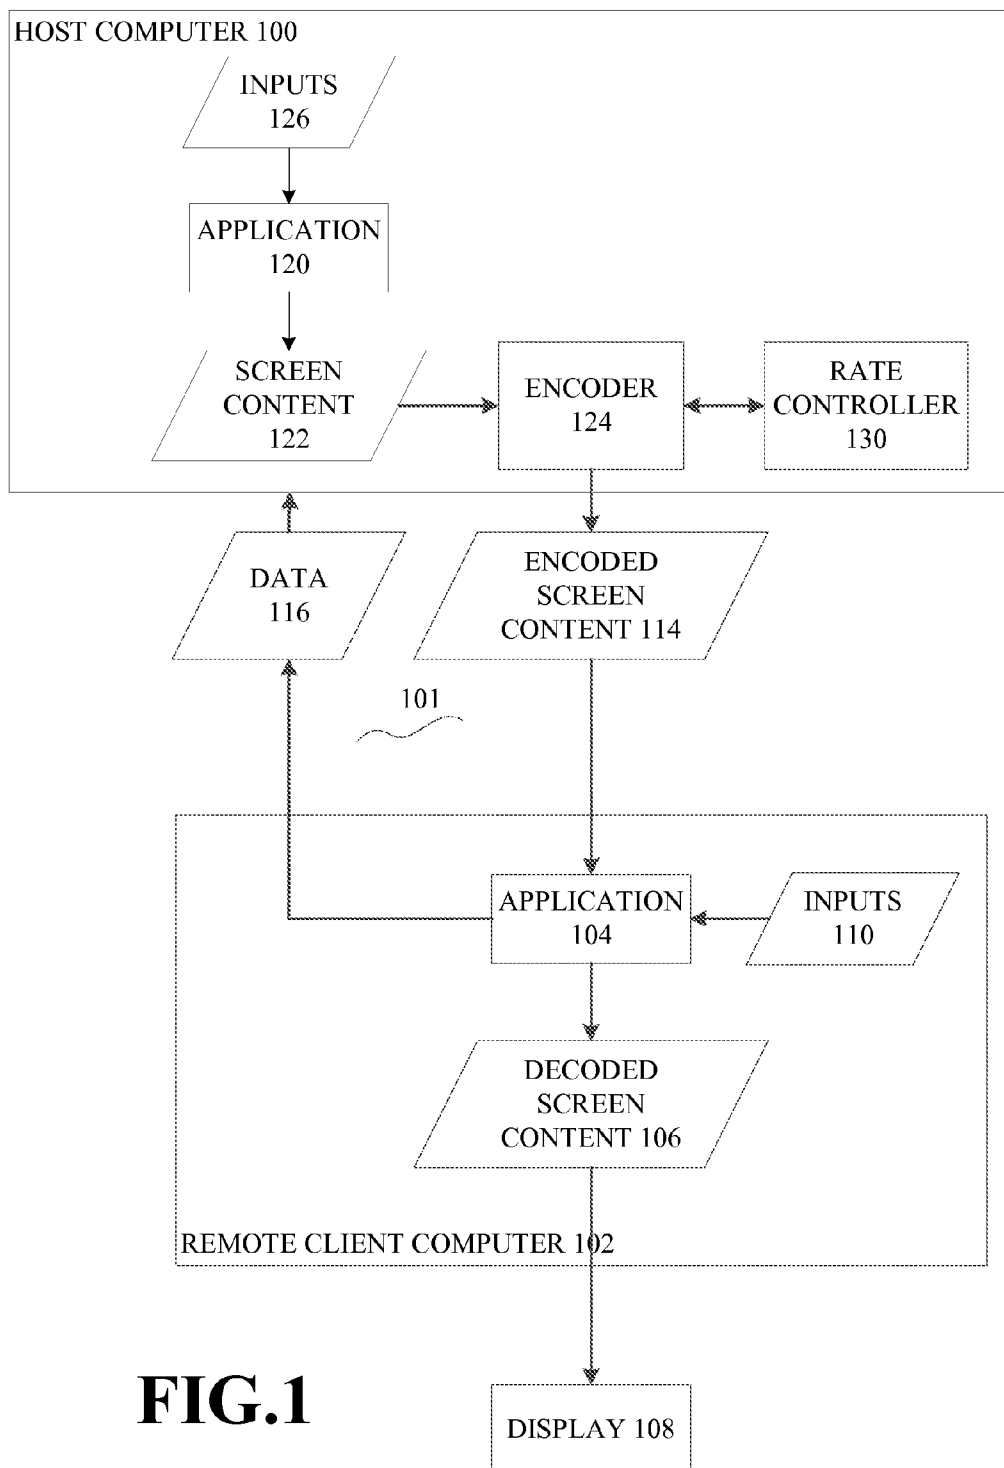 HOST COMPUTER 100
INPUTS
126
APPLICATION
120
SCREEN
CONTENT
122
ENCODER
124
RATE
CONTROLLER
130
DATA
116
ENCODED
SCREEN
CONTENT 114
101
APPLICATION
104
INPUTS
110
DECODED
SCREEN
CONTENT 106
REMOTE CLIENT COMPUTER 102
FIG.1
DISPLAY 108